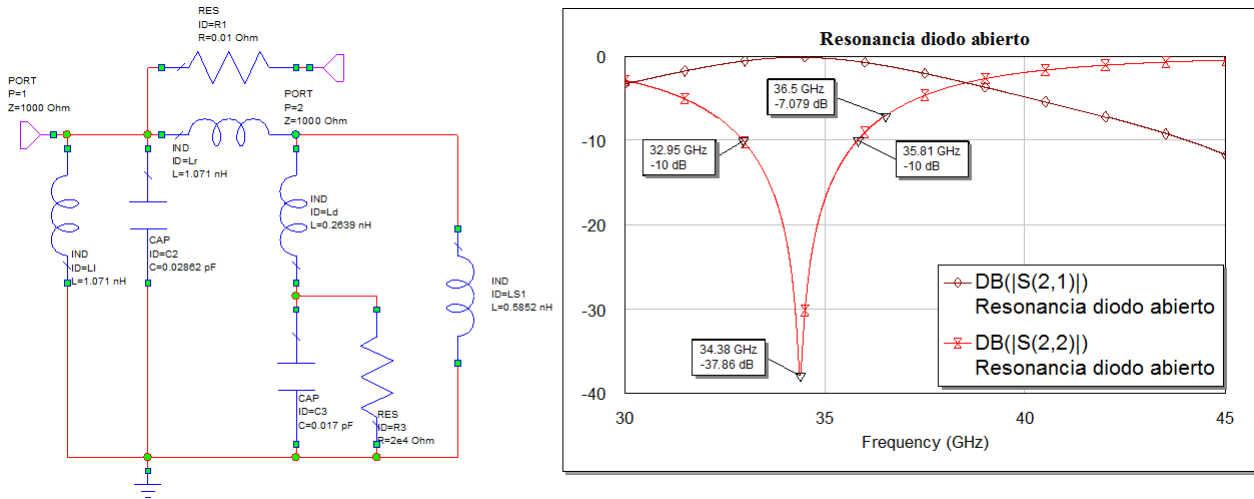 RES
ID=R1
R=0.01 Ohm
PORT
P=1
Z=1000 Ohm
PORT
P=2
Z=1000 Ohm
IND
ID=Lr
L=1.071 nH
IND
ID=Ld
L=0.2639 nH
IND
ID=Ll
L=1.071 nH
CAP
ID=C2
C=0.02862 pF
IND
ID=LS1
L=0.5852 nH
CAP
ID=C3
C=0.017 pF
RES
ID=R3
R=2e4 Ohm
Resonancia diodo abierto
0
-10
-20
-30
-40
36.5 GHz
-7.079 dB
32.95 GHz
-10 dB
35.81 GHz
-10 dB
34.38 GHz
-37.86 dB
DB(|S(2,1)|)
Resonancia diodo abierto
DB(|S(2,2)|)
Resonancia diodo abierto
30
35
40
45
Frequency (GHz)